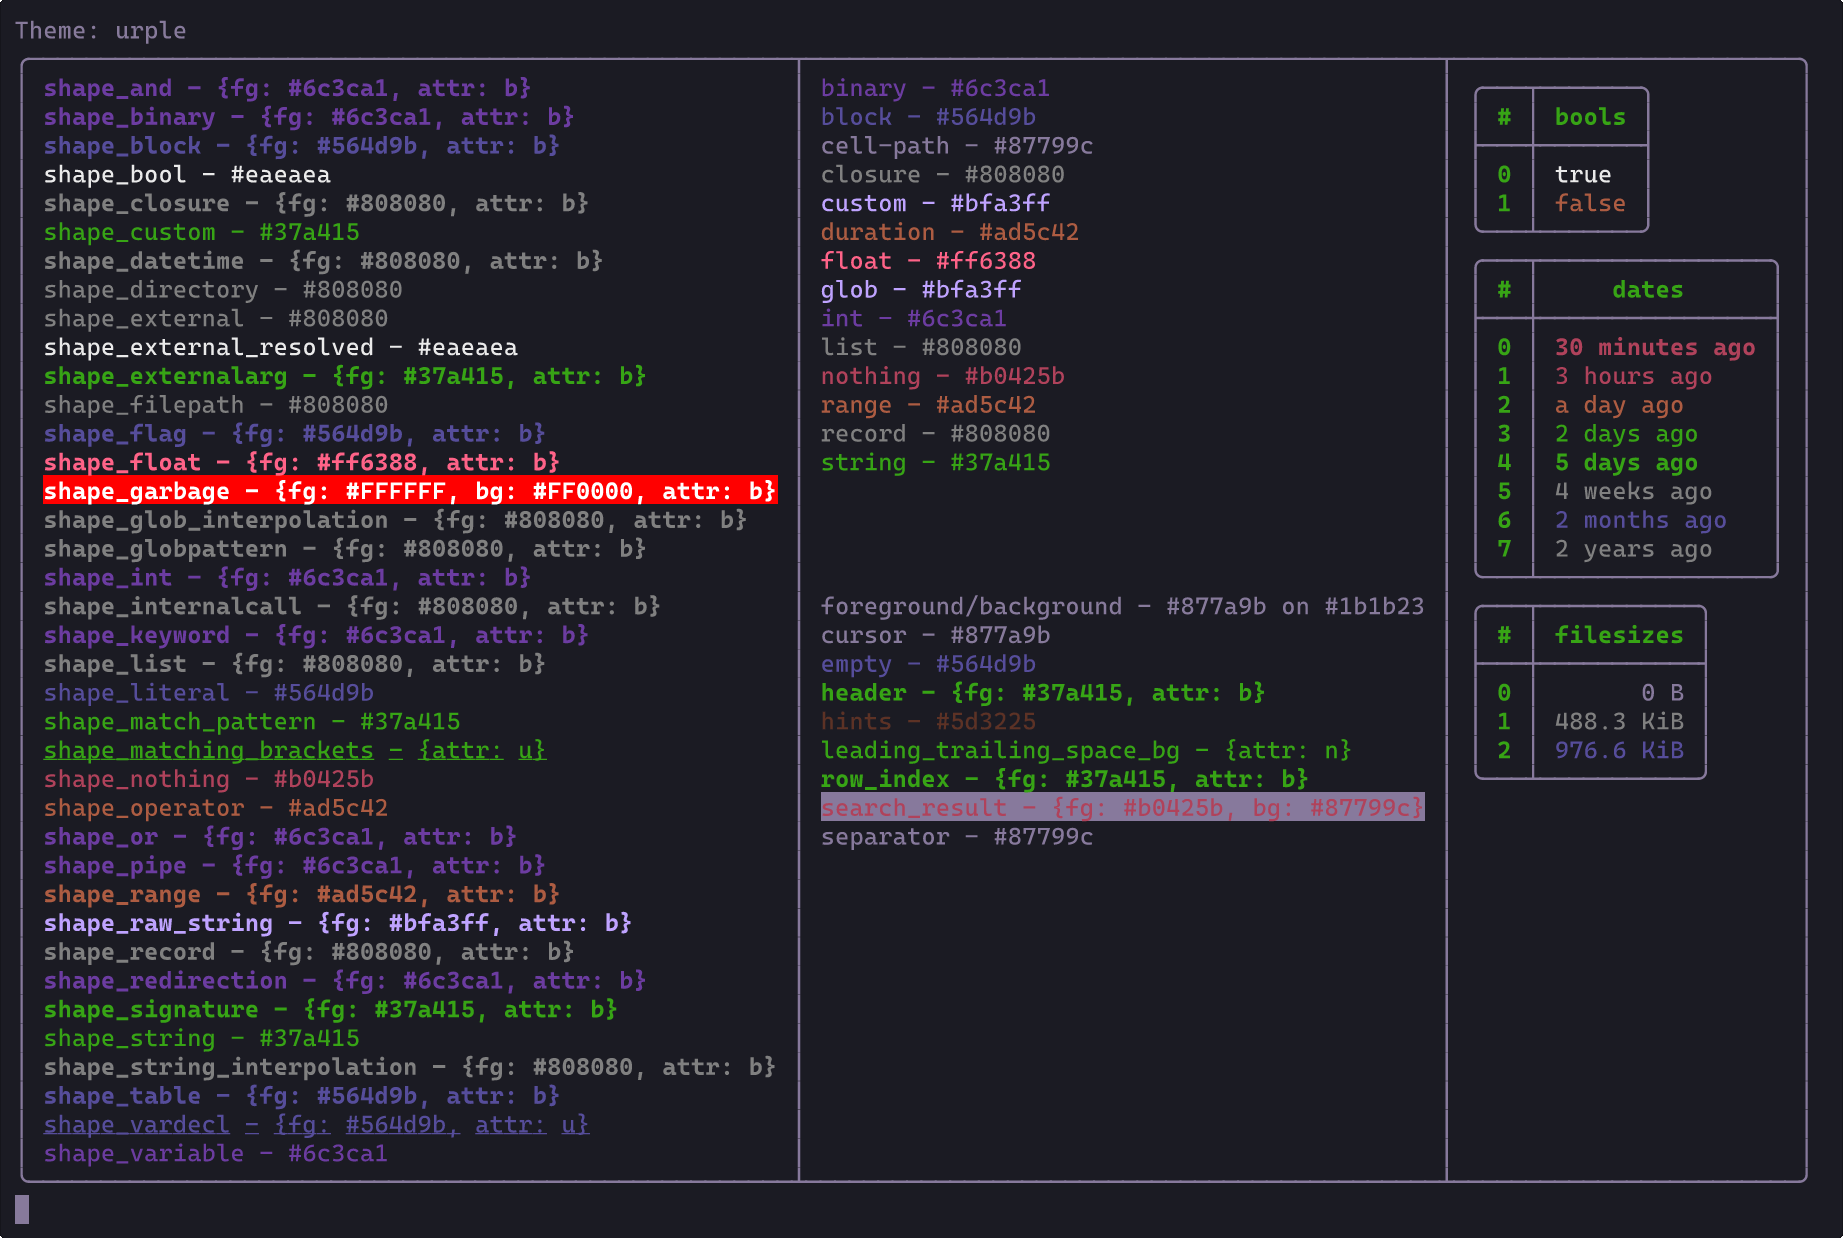 Theme: urple
shape_and - {fg: #6c3ca1, attr: b}
shape_binary - {fg: #6c3ca1, attr: b}
shape_block - {fg: #564d9b, attr: b}
shape_bool - #eaeaea
shape_closure - {fg: #808080, attr: b}
shape_custom - #37a415
shape_datetime - {fg: #808080, attr: b}
shape_directory - #808080
shape_external - #808080
shape_external_resolved - #eaeaea
shape_externalarg - {fg: #37a415, attr: b}
shape_filepath - #808080
shape_flag - {fg: #564d9b, attr: b}
shape_float - {fg: #ff6388, attr: b}
shape_garbage - {fg: #FFFFFF, bg: #FF0000, attr: b}
shape_glob_interpolation - {fg: #808080, attr: b}
shape_globpattern - {fg: #808080, attr: b}
shape_int - {fg: #6c3ca1, attr: b}
shape_internalcall - {fg: #808080, attr: b}
shape_keyword - {fg: #6c3ca1, attr: b}
shape_list - {fg: #808080, attr: b}
shape_literal - #564d9b
shape_match_pattern - #37a415
shape_matching_brackets - {attr: u}
shape_nothing - #b0425b
shape_operator - #ad5c42
shape_or - {fg: #6c3ca1, attr: b}
shape_pipe - {fg: #6c3ca1, attr: b}
shape_range - {fg: #ad5c42, attr: b}
shape_raw_string - {fg: #bfa3ff, attr: b}
shape_record - {fg: #808080, attr: b}
shape_redirection - {fg: #6c3ca1, attr: b}
shape_signature - {fg: #37a415, attr: b}
shape_string - #37a415
shape_string_interpolation - {fg: #808080, attr: b}
shape_table - {fg: #564d9b, attr: b}
shape_vardecl - {fg: #564d9b, attr: u}
shape_variable - #6c3ca1
binary - #6c3ca1
block - #564d9b
cell-path - #87799c
closure - #808080
custom - #bfa3ff
duration - #ad5c42
float - #ff6388
glob - #bfa3ff
int - #6c3ca1
list - #808080
nothing - #b0425b
range - #ad5c42
record - #808080
string - #37a415
foreground/background - #877a9b on #1b1b23
cursor - #877a9b
empty - #564d9b
header - {fg: #37a415, attr: b}
hints - #5d3225
leading_trailing_space_bg - {attr: n}
row_index - {fg: #37a415, attr: b}
search_result - {fg: #b0425b, bg: #87799c}
separator - #87799c
# bools
0 true
1 false
# dates
0 30 minutes ago
1 3 hours ago
2 a day ago
3 2 days ago
4 5 days ago
5 4 weeks ago
6 2 months ago
7 2 years ago
# filesizes
0 0 B
1 488.3 KiB
2 976.6 KiB